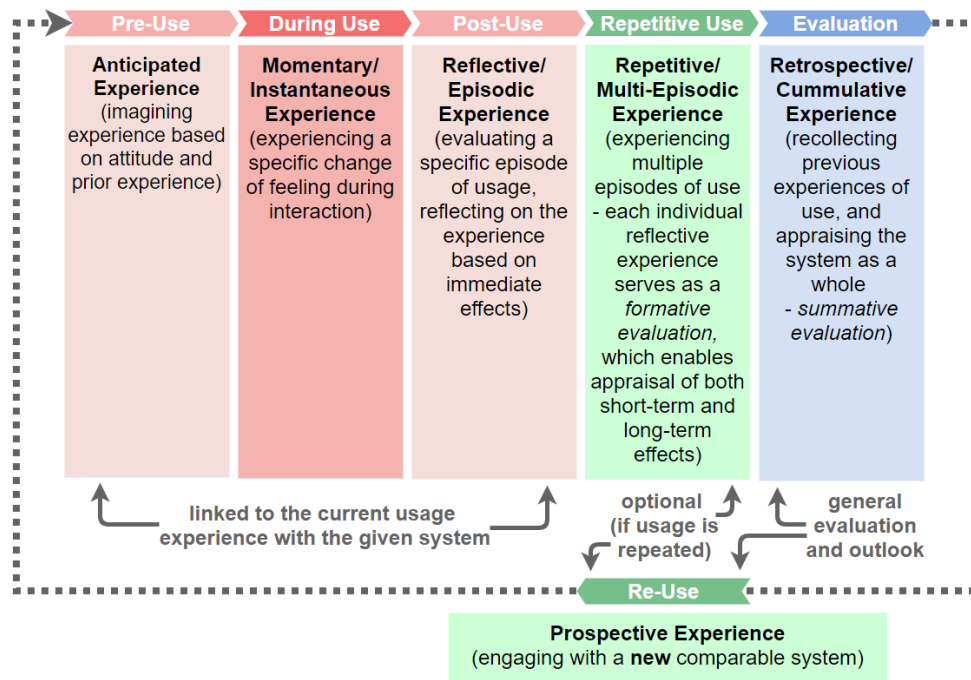 Pre-Use
During Use
Post-Use
Repetitive Use
Evaluation
Anticipated
Experience
(imagining
experience based
on attitude and
prior experience)
Momentary/
Instantaneous
Experience
(experiencing a
specific change
of feeling during
interaction)
Reflective/
Episodic
Experience
(evaluating a
specific episode
of usage,
reflecting on the
experience
based on
immediate
effects)
Repetitive/
Multi-Episodic
Experience
(experiencing
multiple
episodes of use
- each individual
reflective
experience
serves as a
formative
evaluation,
which enables
appraisal of both
short-term and
long-term
effects)
Retrospective/
Cummulative
Experience
(recollecting
previous
experiences of
use, and
appraising the
system as a
whole
- summative
evaluation)
linked to the current usage
experience with the given system
optional
(if usage is
repeated)
general
evaluation
and outlook
Re-Use
Prospective Experience
(engaging with a new comparable system)